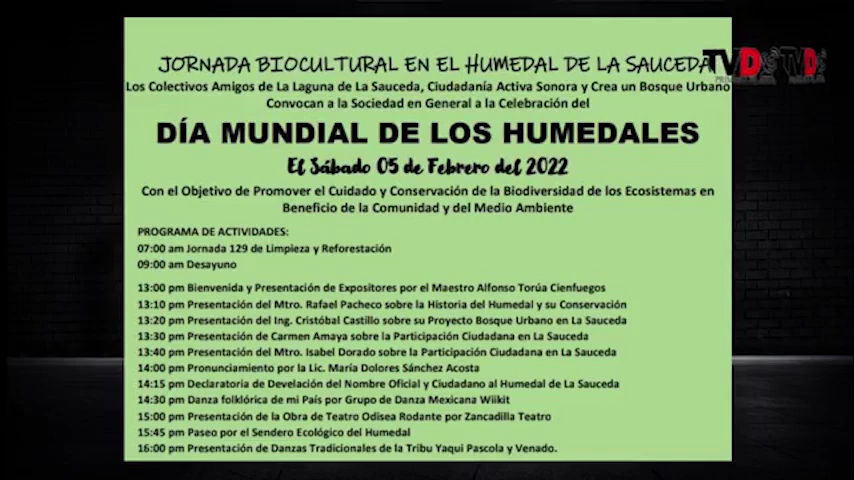 JORNADA BIOCULTURAL EN EL HUMEDAL DE LA SAUCEDA
Los Colectivos Amigos de La Laguna de La Sauceda, Ciudadanía Activa Sonora y Crea un Bosque Urbano
Convocan a la Sociedad en General a la Celebración del
DÍA MUNDIAL DE LOS HUMEDALES
El Sábado 05 de Febrero del 2022
Con el Objetivo de Promover el Cuidado y Conservación de la Biodiversidad de los Ecosistemas en
Beneficio de la Comunidad y del Medio Ambiente
PROGRAMA DE ACTIVIDADES:
07:00 am Jornada 129 de Limpieza y Reforestación
09:00 am Desayuno
13:00 pm Bienvenida y Presentación de Expositores por el Maestro Alfonso Torúa Cienfuegos
13:10 pm Presentación del Mtro. Rafael Pacheco sobre la Historia del Humedal y su Conservación
13:20 pm Presentación del Ing. Cristóbal Castillo sobre su Proyecto Bosque Urbano en La Sauceda
13:30 pm Presentación de Carmen Amaya sobre la Participación Ciudadana en La Sauceda
13:40 pm Presentación del Mtro. Isabel Dorado sobre la Participación Ciudadana en La Sauceda
14:00 pm Pronunciamiento por la Lic. María Dolores Sánchez Acosta
14:15 pm Declaratoria de Develación del Nombre Oficial y Ciudadano al Humedal de La Sauceda
14:30 pm Danza folklórica de mi País por Grupo de Danza Mexicana Wiikit
15:00 pm Presentación de la Obra de Teatro Odisea Rodante por Zancadilla Teatro
15:45 pm Paseo por el Sendero Ecológico del Humedal
16:00 pm Presentación de Danzas Tradicionales de la Tribu Yaqui Pascola y Venado.
TVD TVD